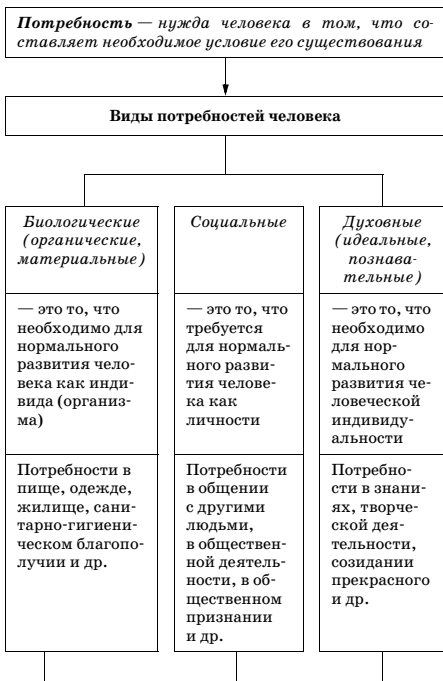 Потребность — нужда человека в том, что со-
ставляет необходимое условие его существования
Виды потребностей человека
Биологические
(органические,
материальные)
— это то, что
необходимо для
нормального
развития чело-
века как инди-
вида (организ-
ма)
Потребности в
пище, одежде,
жилище, сани-
тарно-гигиени-
ческом благопо-
лучии и др.
Социальные
— это то, что
требуется
для нормаль-
ного разви-
тия челове-
ка как
личности
Потребности
в общении
с другими
людьми,
в обществен-
ной деятель-
ности, в об-
щественном
признании
и др.
Духовные
(идеальные,
познава-
тельные)
— это то, что
необходимо
для нор-
мального
развития че-
ловеческой
индивиду-
альности
Потребно-
сти в знани-
ях, творче-
ской дея-
тельности,
созидании
прекрасного
и др.